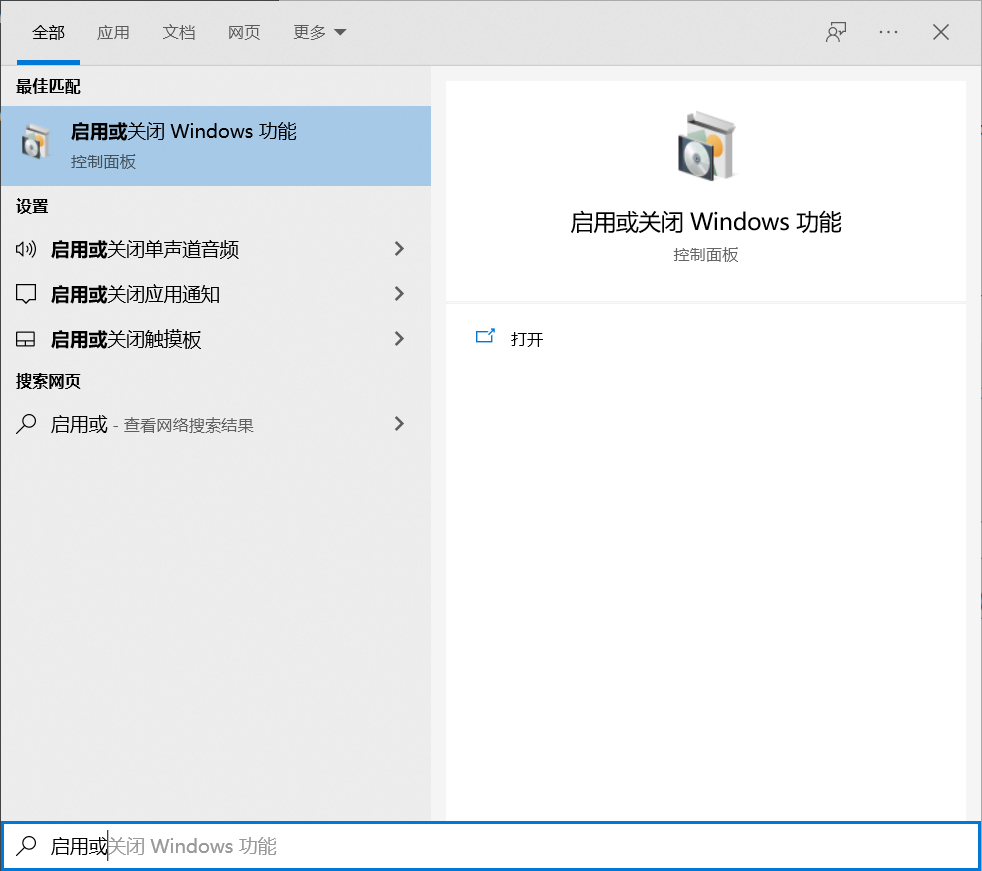 全部 应用 文档 网页 更多
最佳匹配
启用或关闭 Windows 功能
控制面板
设置
启用或关闭单声道音频
启用或关闭应用通知
启用或关闭触摸板
搜索网页
启用或 - 查看网络搜索结果
启用或关闭 Windows 功能
控制面板
打开
启用或关闭 Windows 功能